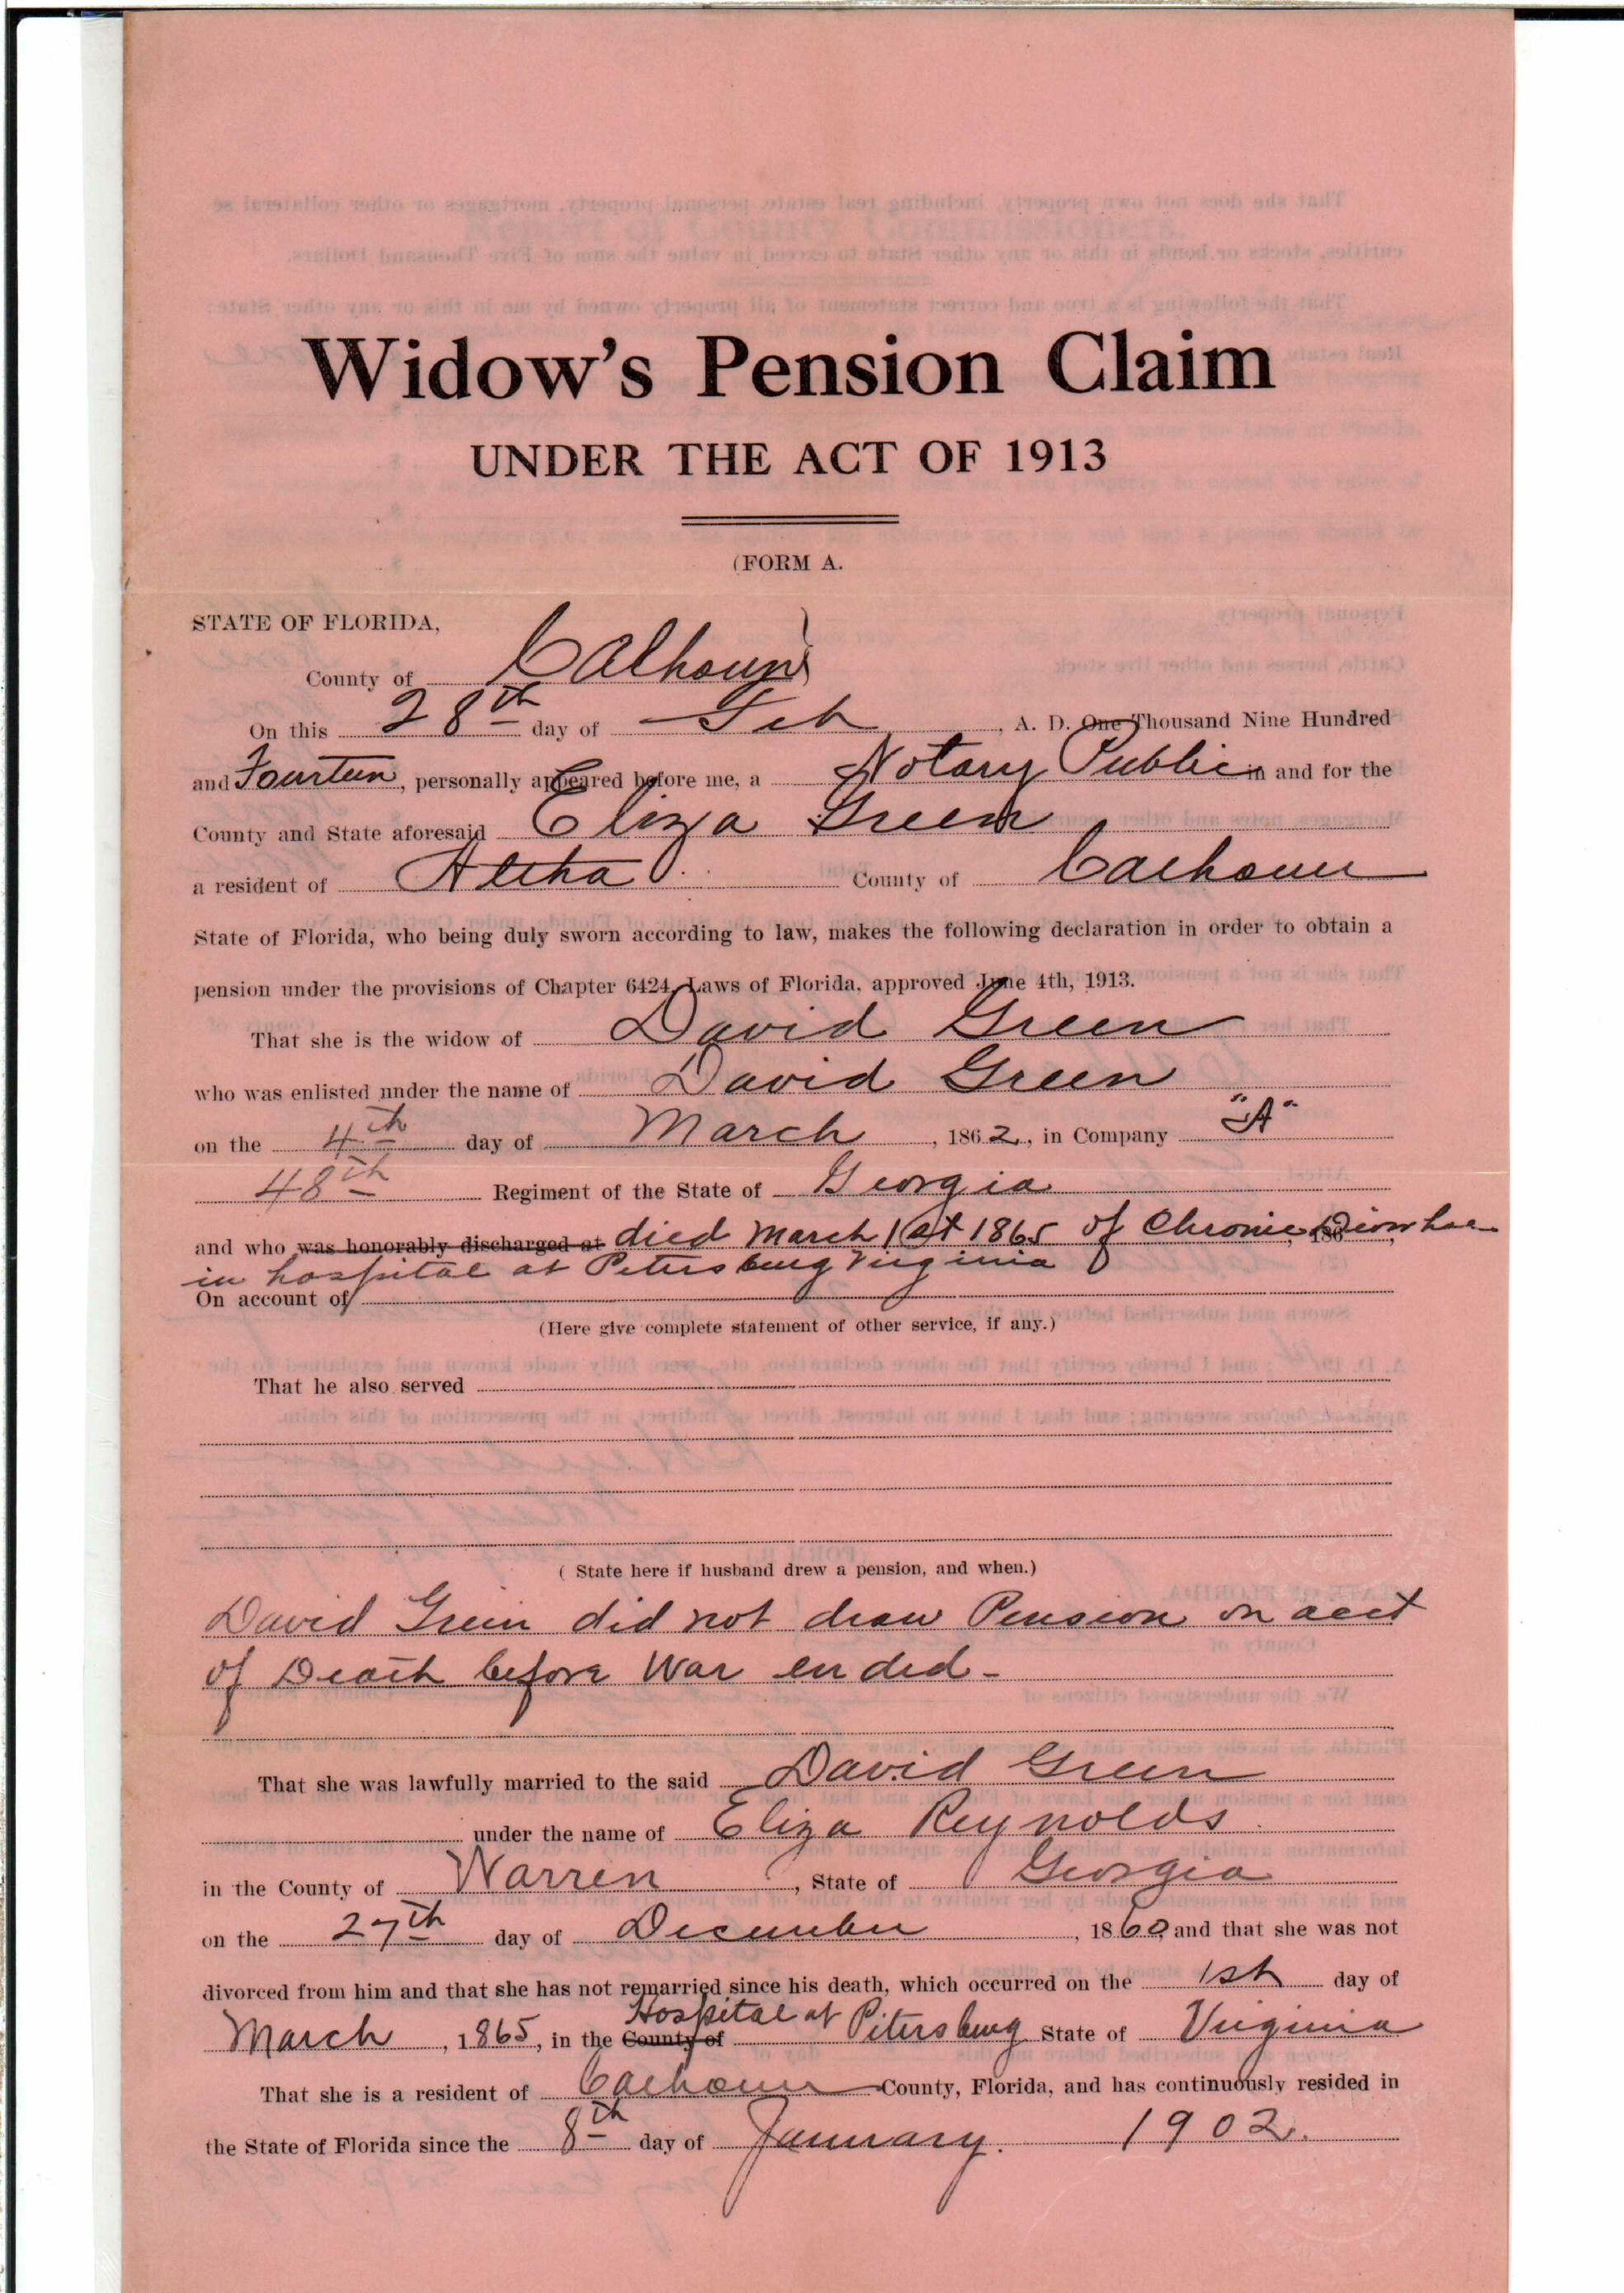 Widow's Pension Claim
UNDER THE ACT OF 1913
(FORM A.
STATE OF FLORIDA,
County of Calhoun
On this 28th day of Feb, A. D. One Thousand Nine Hundred
and Fourteen, personally appeared before me, a Notary Public in and for the
County and State aforesaid Eliza Green
a resident of Altha County of Calhoun
State of Florida, who being duly sworn according to law, makes the following declaration in order to obtain a
pension under the provisions of Chapter 6424, Laws of Florida, approved June 4th, 1913.
That she is the widow of David Green
who was enlisted under the name of David Green
on the 4th day of March, 1862, in Company "A"
48th Regiment of the State of Georgia
and who was honorably discharged at died March 1st 1865 of Chronic Diorrhae 186
in hospital at Petersburg Virginia
On account of
(Here give complete statement of other service, if any.)
That he also served
( State here if husband drew a pension, and when.)
David Green did not draw Pension on acct
of Death before War ended-
That she was lawfully married to the said David Green
under the name of Eliza Reynolds
in the County of Warren, State of Georgia
on the 27th day of December, 1860 and that she was not
divorced from him and that she has not remarried since his death, which occurred on the 1st day of
March, 1865, in the County of Hospital at Petersburg State of Virginia
That she is a resident of Calhoun County, Florida, and has continuously resided in
the State of Florida since the 8th day of January. 1902.